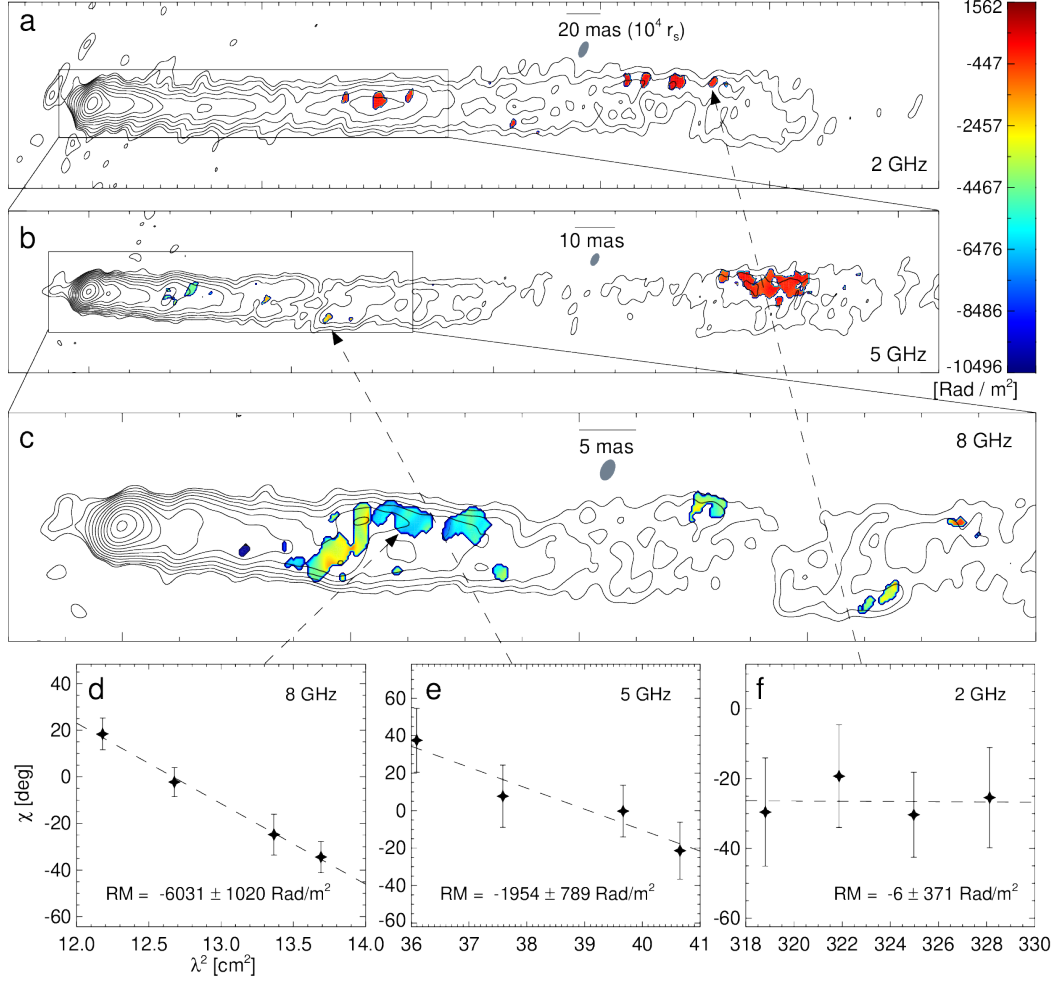 a
20 mas (10⁴ rₛ)
2 GHz
1562
-447
-2457
-4467
-6476
-8486
-10496
[Rad / m²]
b
10 mas
5 GHz
c
5 mas
8 GHz
d
8 GHz
40
20
0
-20
-40
-60
χ [deg]
RM = -6031 ± 1020 Rad/m²
12.0 12.5 13.0 13.5 14.0
λ² [cm²]
e
5 GHz
60
40
20
0
-20
-40
-60
RM = -1954 ± 789 Rad/m²
36 37 38 39 40 41
f
2 GHz
0
-20
-40
-60
RM = -6 ± 371 Rad/m²
318 320 322 324 326 328 330